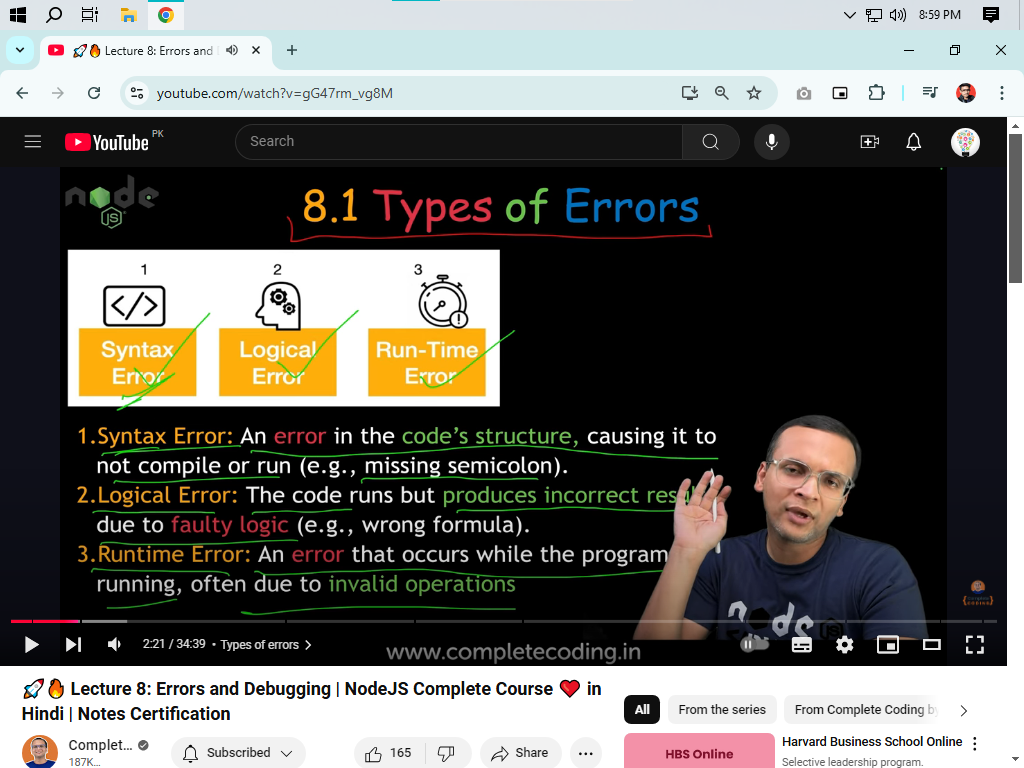 8:59 PM
Lecture 8: Errors and
youtube.com/watch?v=gG47rm_vg8M
YouTube PK
Search
node
JS
8.1 Types of Errors
1 2 3
</>
Syntax Error
Logical Error
Run-Time Error
1.Syntax Error: An error in the code's structure, causing it to
not compile or run (e.g., missing semicolon).
2.Logical Error: The code runs but produces incorrect
due to faulty logic (e.g., wrong formula).
3.Runtime Error: An error that occurs while the program
running, often due to invalid operations
node
JS
2:21 / 34:39 • Types of errors
www.completecoding.in
🚀🔥 Lecture 8: Errors and Debugging | NodeJS Complete Course ❤️ in
Hindi | Notes Certification
Complet...
187K...
Subscribed
165
Share
All
From the series
From Complete Coding
HBS Online
Harvard Business School Online
Selective leadership program.